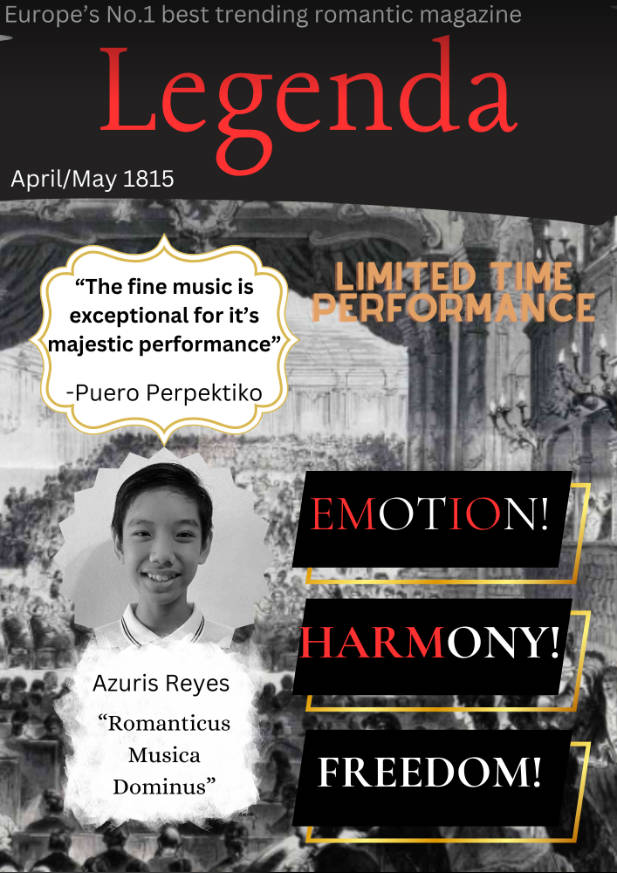 Europe's No.1 best trending romantic magazine
Legenda
April/May 1815
“The fine music is
exceptional for it’s
majestic performance”
-Puero Perpektiko
LIMITED TIME
PERFORMANCE
EMOTION!
HARMONY!
FREEDOM!
Azuris Reyes
“Romanticus
Musica
Dominus”